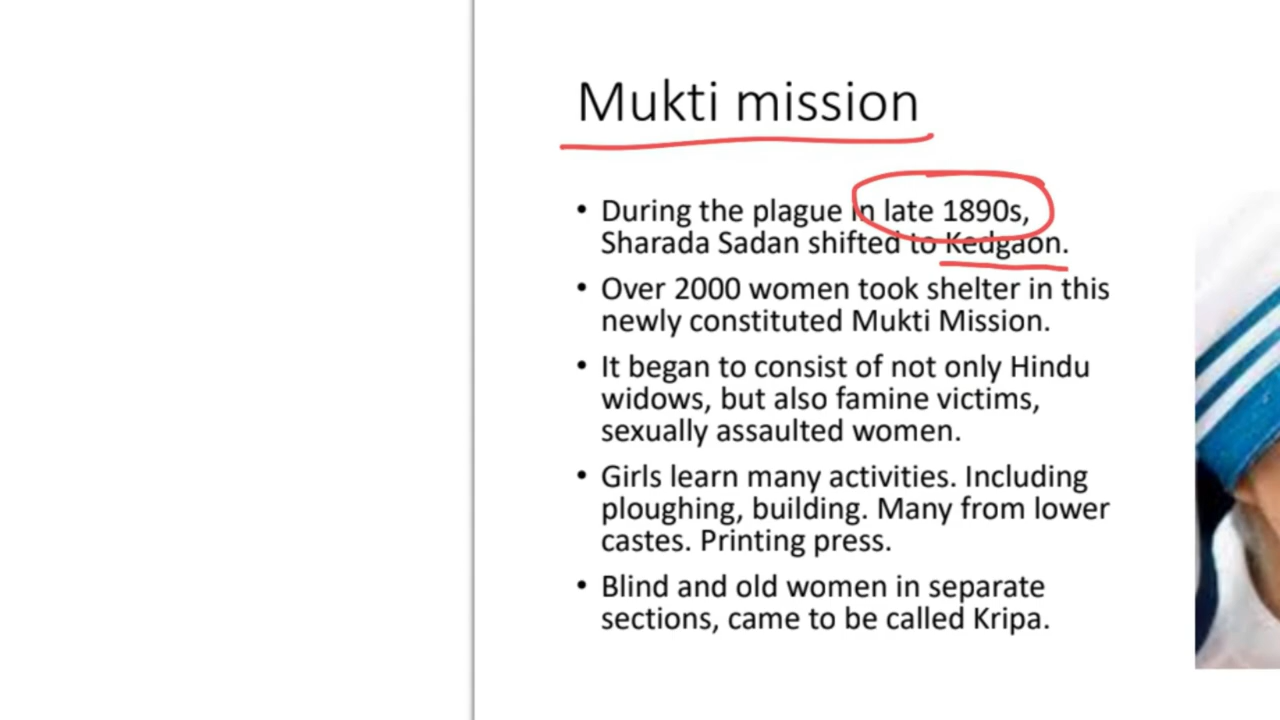 Mukti mission
• During the plague in late 1890s,
Sharada Sadan shifted to Kedgaon.
• Over 2000 women took shelter in this
newly constituted Mukti Mission.
• It began to consist of not only Hindu
widows, but also famine victims,
sexually assaulted women.
• Girls learn many activities. Including
ploughing, building. Many from lower
castes. Printing press.
• Blind and old women in separate
sections, came to be called Kripa.